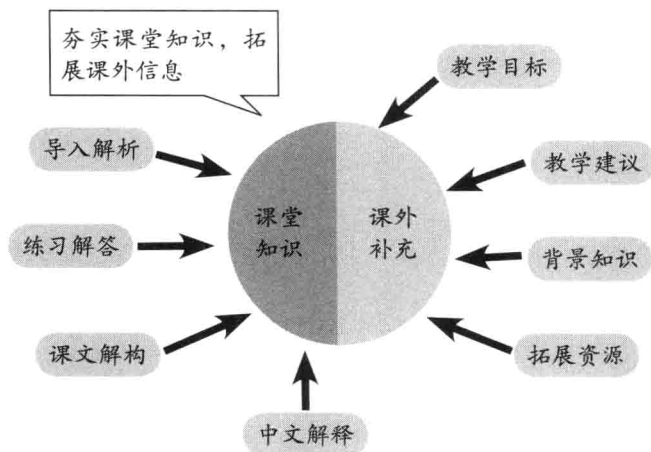 夯实课堂知识，拓
展课外信息
教学目标
导入解析
教学建议
课堂
知识
课外
补充
练习解答
背景知识
课文解构
拓展资源
中文解释